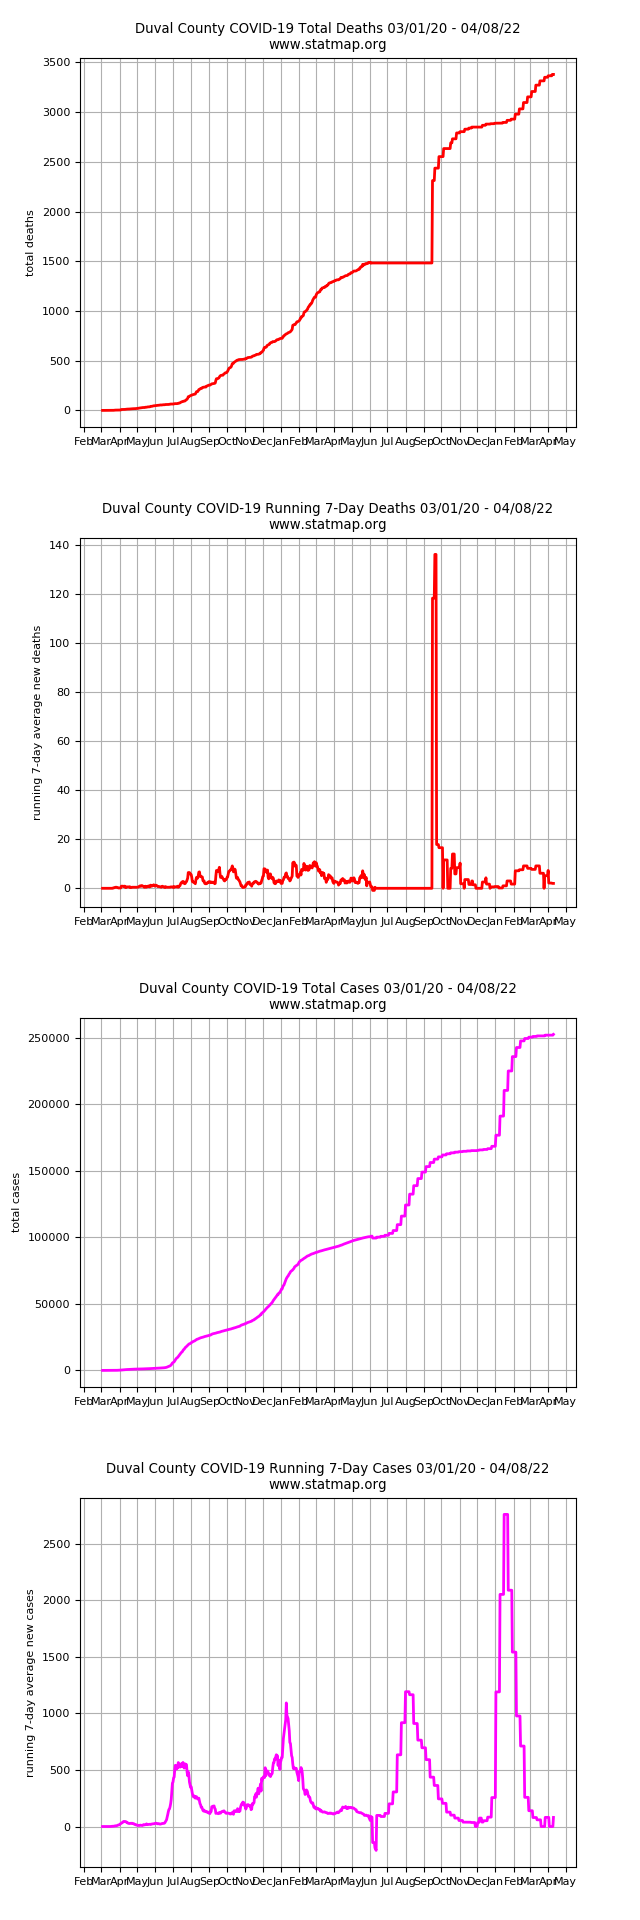 Duval County COVID-19 Total Deaths 03/01/20 - 04/08/22
www.statmap.org
3500
3000
2500
2000
1500
1000
500
0
total deaths
Feb Mar Apr May Jun Jul Aug Sep Oct Nov Dec Jan Feb Mar Apr May Jun Jul Aug Sep Oct Nov Dec Jan Feb Mar Apr May
Duval County COVID-19 Running 7-Day Deaths 03/01/20 - 04/08/22
www.statmap.org
140
120
100
80
60
40
20
0
running 7-day average new deaths
Feb Mar Apr May Jun Jul Aug Sep Oct Nov Dec Jan Feb Mar Apr May Jun Jul Aug Sep Oct Nov Dec Jan Feb Mar Apr May
Duval County COVID-19 Total Cases 03/01/20 - 04/08/22
www.statmap.org
250000
200000
150000
100000
50000
0
total cases
Feb Mar Apr May Jun Jul Aug Sep Oct Nov Dec Jan Feb Mar Apr May Jun Jul Aug Sep Oct Nov Dec Jan Feb Mar Apr May
Duval County COVID-19 Running 7-Day Cases 03/01/20 - 04/08/22
www.statmap.org
2500
2000
1500
1000
500
0
running 7-day average new cases
Feb Mar Apr May Jun Jul Aug Sep Oct Nov Dec Jan Feb Mar Apr May Jun Jul Aug Sep Oct Nov Dec Jan Feb Mar Apr May